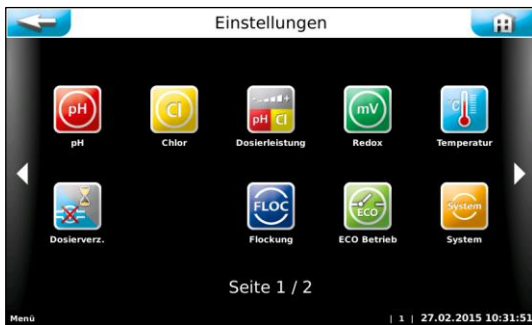 Einstellungen
pH Cl pH Cl mV °C
pH Chlor Dosierleistung Redox Temperatur
FLOC ECO System
Dosierverz. Flockung ECO Betrieb System
Seite 1 / 2
Menü | 1 | 27.02.2015 10:31:51